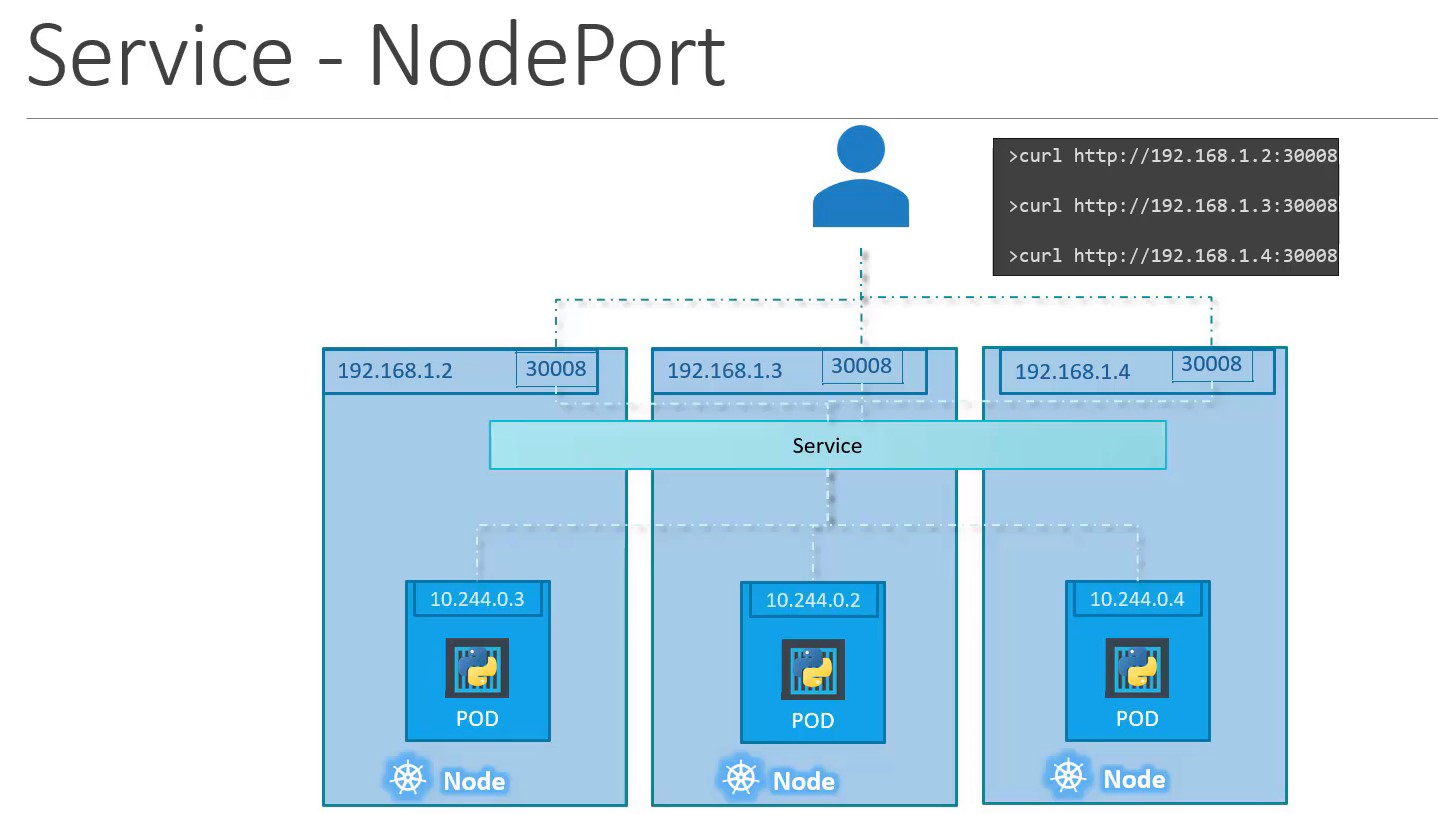 Service - NodePort
>curl http://192.168.1.2:30008
>curl http://192.168.1.3:30008
>curl http://192.168.1.4:30008
192.168.1.2
30008
192.168.1.3
30008
192.168.1.4
30008
Service
10.244.0.3
10.244.0.2
10.244.0.4
POD
POD
POD
Node
Node
Node